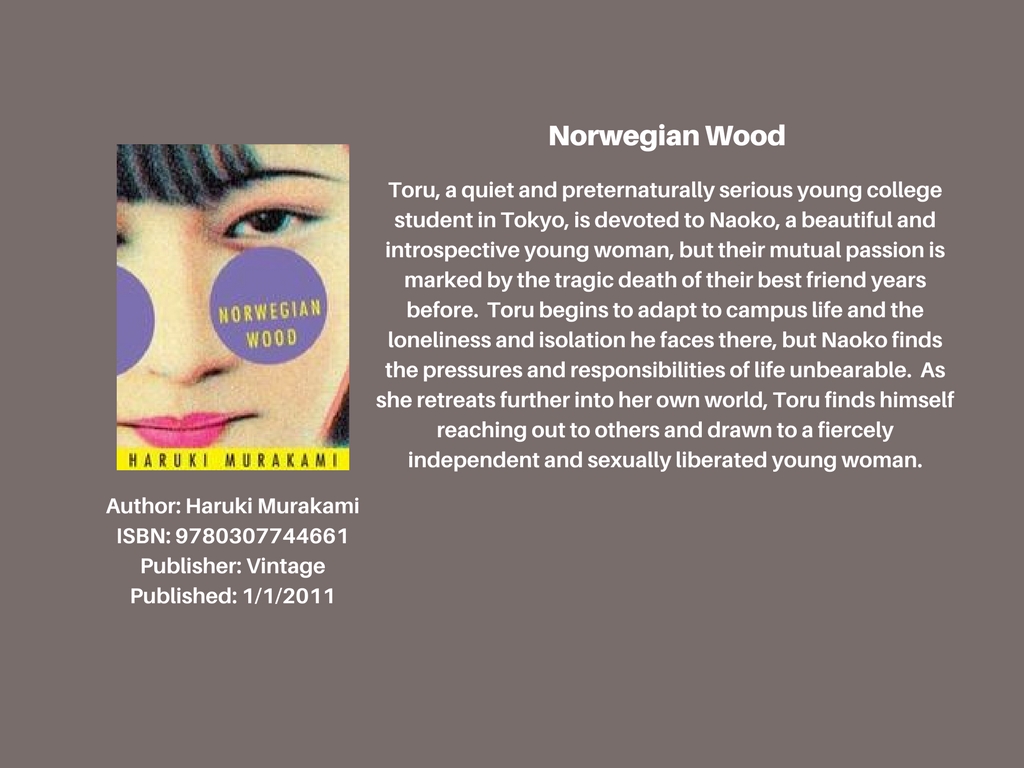 Norwegian Wood
Toru, a quiet and preternaturally serious young college
student in Tokyo, is devoted to Naoko, a beautiful and
introspective young woman, but their mutual passion is
marked by the tragic death of their best friend years
before.  Toru begins to adapt to campus life and the
loneliness and isolation he faces there, but Naoko finds
the pressures and responsibilities of life unbearable.  As
she retreats further into her own world, Toru finds himself
reaching out to others and drawn to a fiercely
independent and sexually liberated young woman.
NORWEGIAN
WOOD
HARUKI MURAKAMI
Author: Haruki Murakami
ISBN: 9780307744661
Publisher: Vintage
Published: 1/1/2011